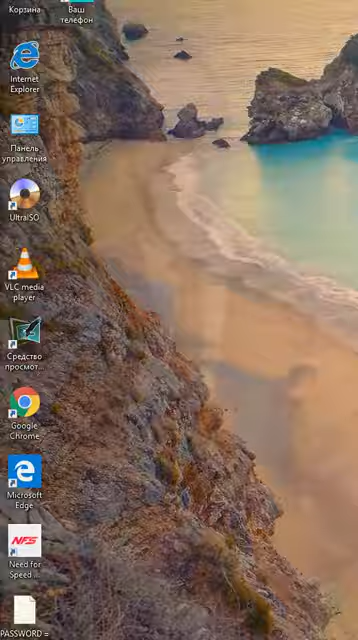 Корзина
Ваш
телефон
Internet
Explorer
Панель
управления
UltraISO
VLC media
player
Средство
просмот...
Google
Chrome
Microsoft
Edge
NFS
Need for
Speed ...
PASSWORD =